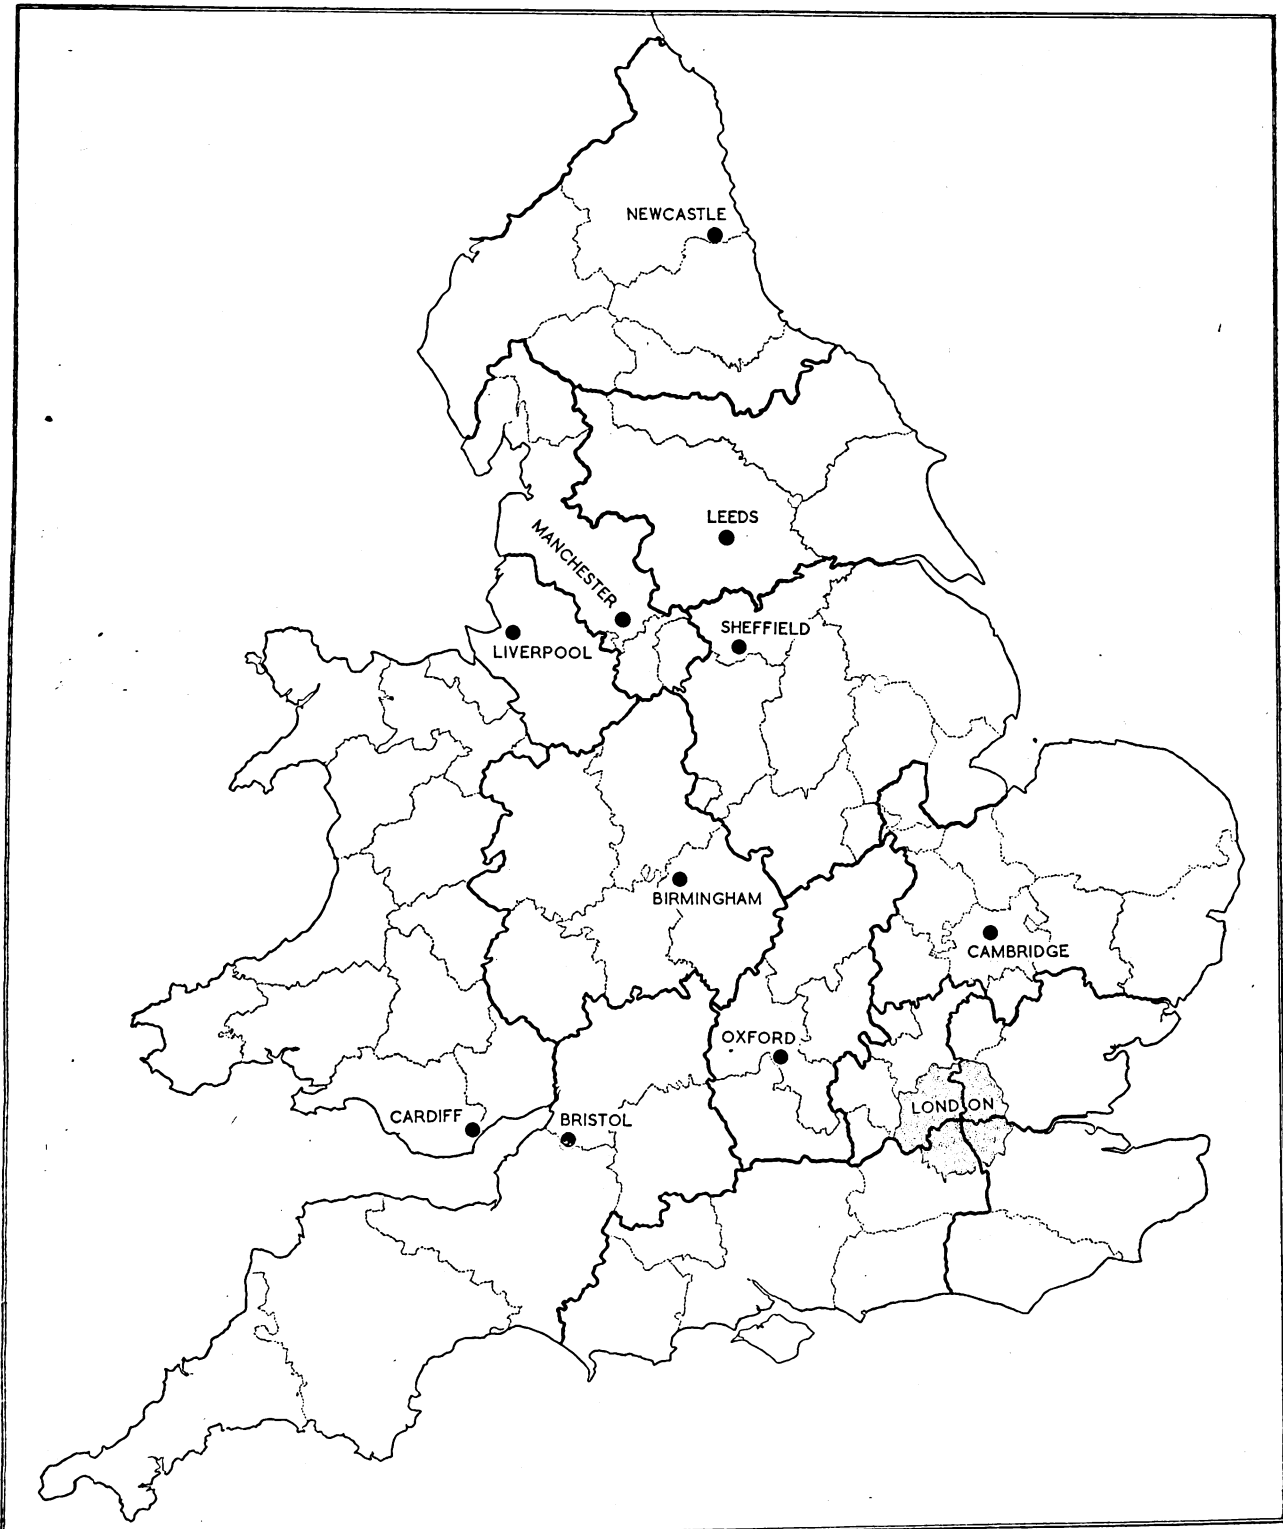 NEWCASTLE
LEEDS
MANCHESTER
SHEFFIELD
LIVERPOOL
BIRMINGHAM
CAMBRIDGE
OXFORD
LONDON
CARDIFF
BRISTOL